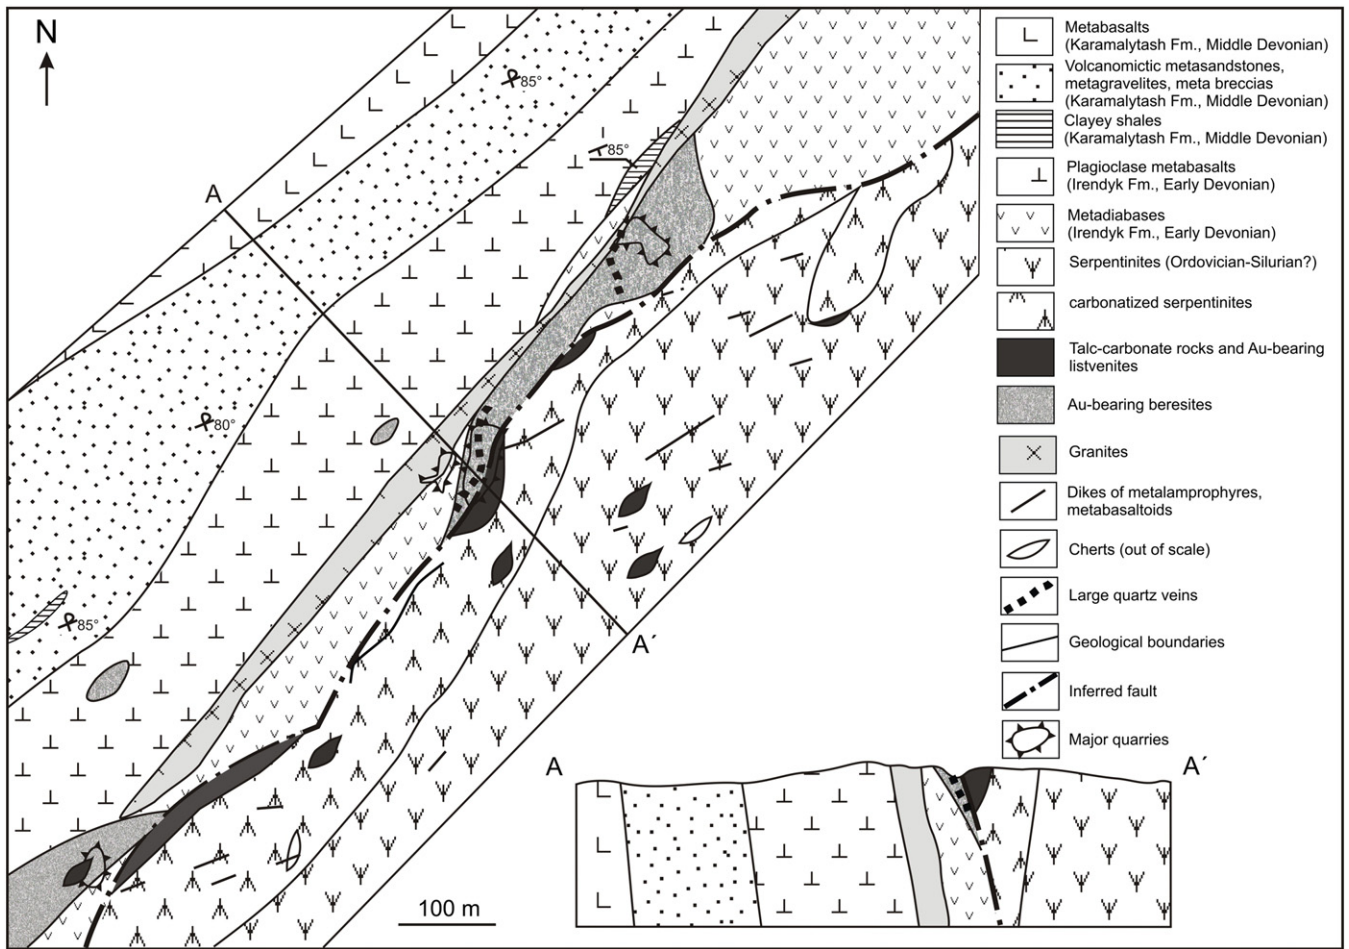 N
85°
85°
A
80°
85°
A´
Metabasalts
(Karamalytash Fm., Middle Devonian)
Volcanomictic metasandstones,
metagravelites, meta breccias
(Karamalytash Fm., Middle Devonian)
Clayey shales
(Karamalytash Fm., Middle Devonian)
Plagioclase metabasalts
(Irendyk Fm., Early Devonian)
Metadiabases
(Irendyk Fm., Early Devonian)
Serpentinites (Ordovician-Silurian?)
carbonatized serpentinites
Talc-carbonate rocks and Au-bearing
listvenites
Au-bearing beresites
Granites
Dikes of metalamprophyres,
metabasaltoids
Cherts (out of scale)
Large quartz veins
Geological boundaries
Inferred fault
Major quarries
A
A´
100 m